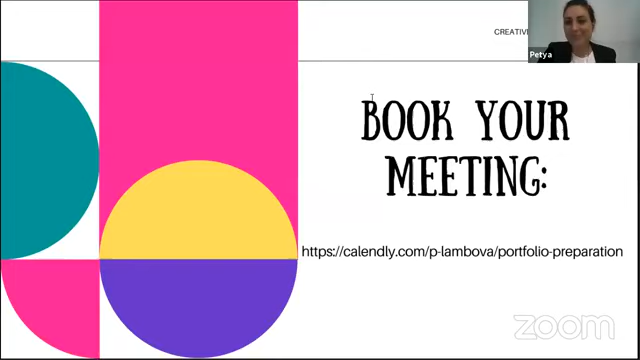 CREATIVE
Petya
BOOK YOUR
MEETING:
https://calendly.com/p-lambova/portfolio-preparation
zoom